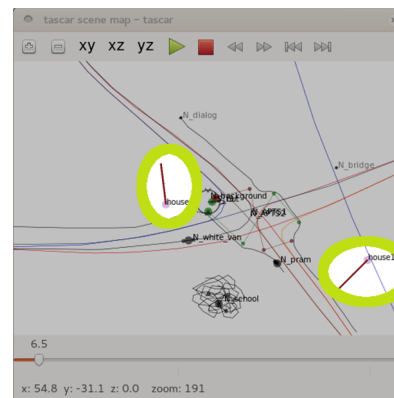 tascar scene map - tascar
xy xz yz
N_dialog
N_bridge
house
N_background
N_white_van
N_pram
house1
N_school
6.5
x: 54.8 y: -31.1 z: 0.0 zoom: 191